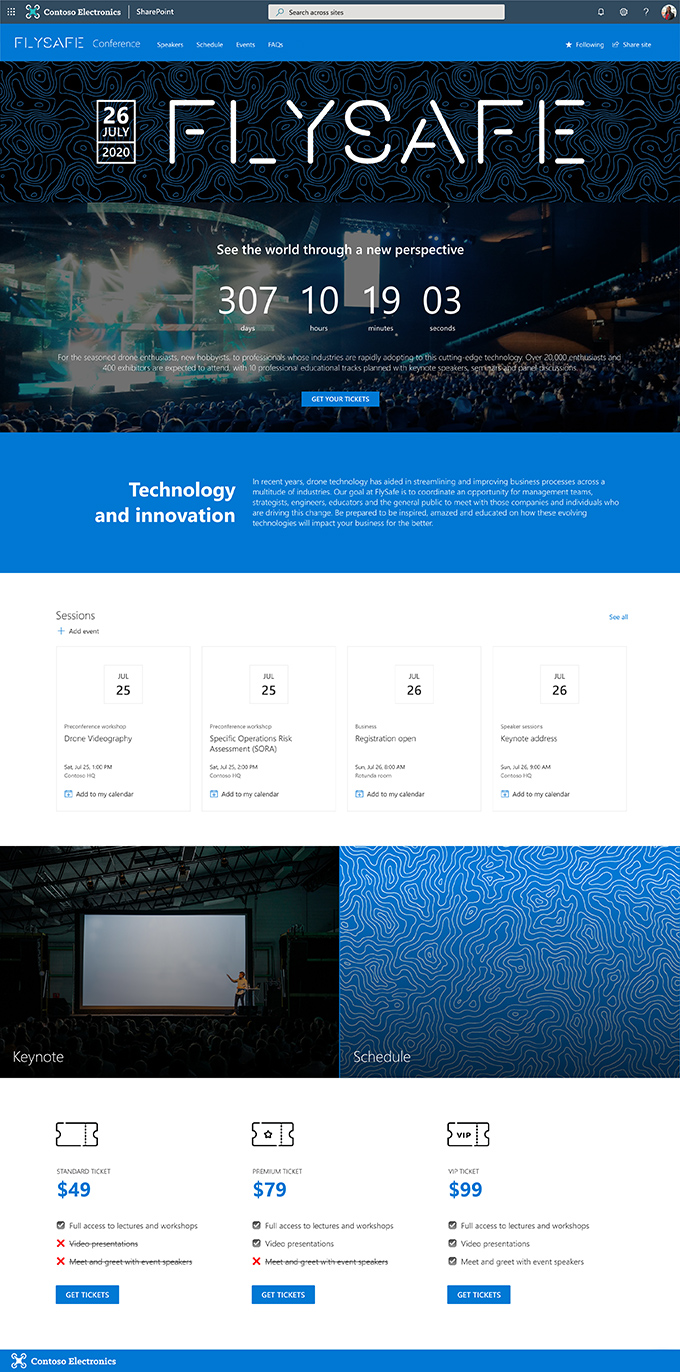 Contoso Electronics SharePoint Search across sites ?
FLYSAFE Conference Speakers Schedule Events FAQs Following Share site
26
JULY
2020
FLYSAFE
See the world through a new perspective
307 10 19 03
days hours minutes seconds
For the seasoned drone enthusiasts, new hobbyists, to professionals whose industries are rapidly adopting to this cutting-edge technology. Over 20,000 enthusiasts and
400 exhibitors are expected to attend, with 10 professional educational tracks planned with keynote speakers, seminars and panel discussions.
GET YOUR TICKETS
Technology
and innovation
In recent years, drone technology has aided in streamlining and improving business processes across a
multitude of industries. Our goal at FlySafe is to coordinate an opportunity for management teams,
strategists, engineers, educators and the general public to meet with those companies and individuals who
are driving this change. Be prepared to be inspired, amazed and educated on how these evolving
technologies will impact your business for the better.
Sessions
See all
+ Add event
JUL
25
Preconference workshop
Drone Videography
Sat, Jul 25, 1:00 PM
Contoso HQ
Add to my calendar
JUL
25
Preconference workshop
Specific Operations Risk
Assessment (SORA)
Sat, Jul 25, 2:00 PM
Contoso HQ
Add to my calendar
JUL
26
Business
Registration open
Sun, Jul 26, 8:00 AM
Rotunda room
Add to my calendar
JUL
26
Speaker sessions
Keynote address
Sun, Jul 26, 9:00 AM
Contoso HQ
Add to my calendar
Keynote
Schedule
STANDARD TICKET
$49
Full access to lectures and workshops
Video presentations
Meet and greet with event speakers
GET TICKETS
PREMIUM TICKET
$79
Full access to lectures and workshops
Video presentations
Meet and greet with event speakers
GET TICKETS
VIP
VIP TICKET
$99
Full access to lectures and workshops
Video presentations
Meet and greet with event speakers
GET TICKETS
Contoso Electronics